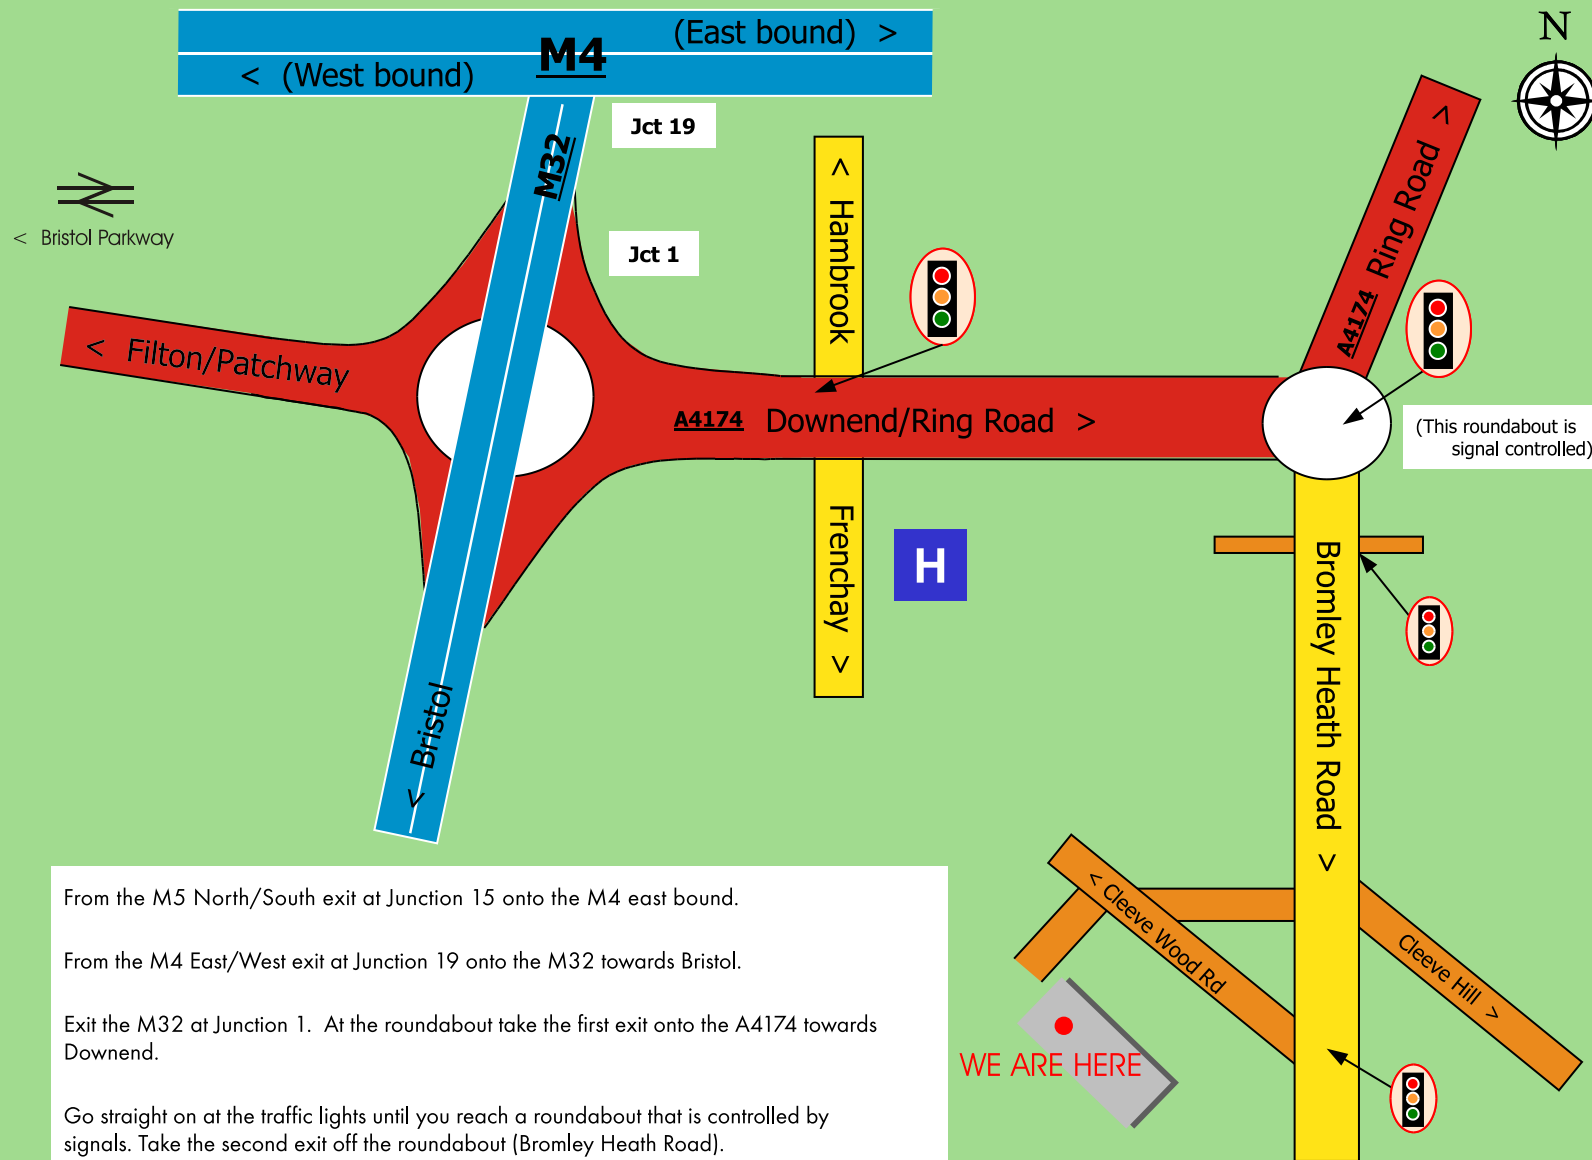 (East bound) >
N
M4
< (West bound)
Jct 19
M32
A4174 Ring Road >
< Hambrook
< Bristol Parkway
Jct 1
< Filton/Patchway
A4174 Downend/Ring Road >
(This roundabout is
signal controlled)
Frenchay >
H
Bromley Heath Road >
< Bristol
< Cleeve Wood Rd
Cleeve Hill >
WE ARE HERE
From the M5 North/South exit at Junction 15 onto the M4 east bound.
From the M4 East/West exit at Junction 19 onto the M32 towards Bristol.
Exit the M32 at Junction 1. At the roundabout take the first exit onto the A4174 towards
Downend.
Go straight on at the traffic lights until you reach a roundabout that is controlled by
signals. Take the second exit off the roundabout (Bromley Heath Road).